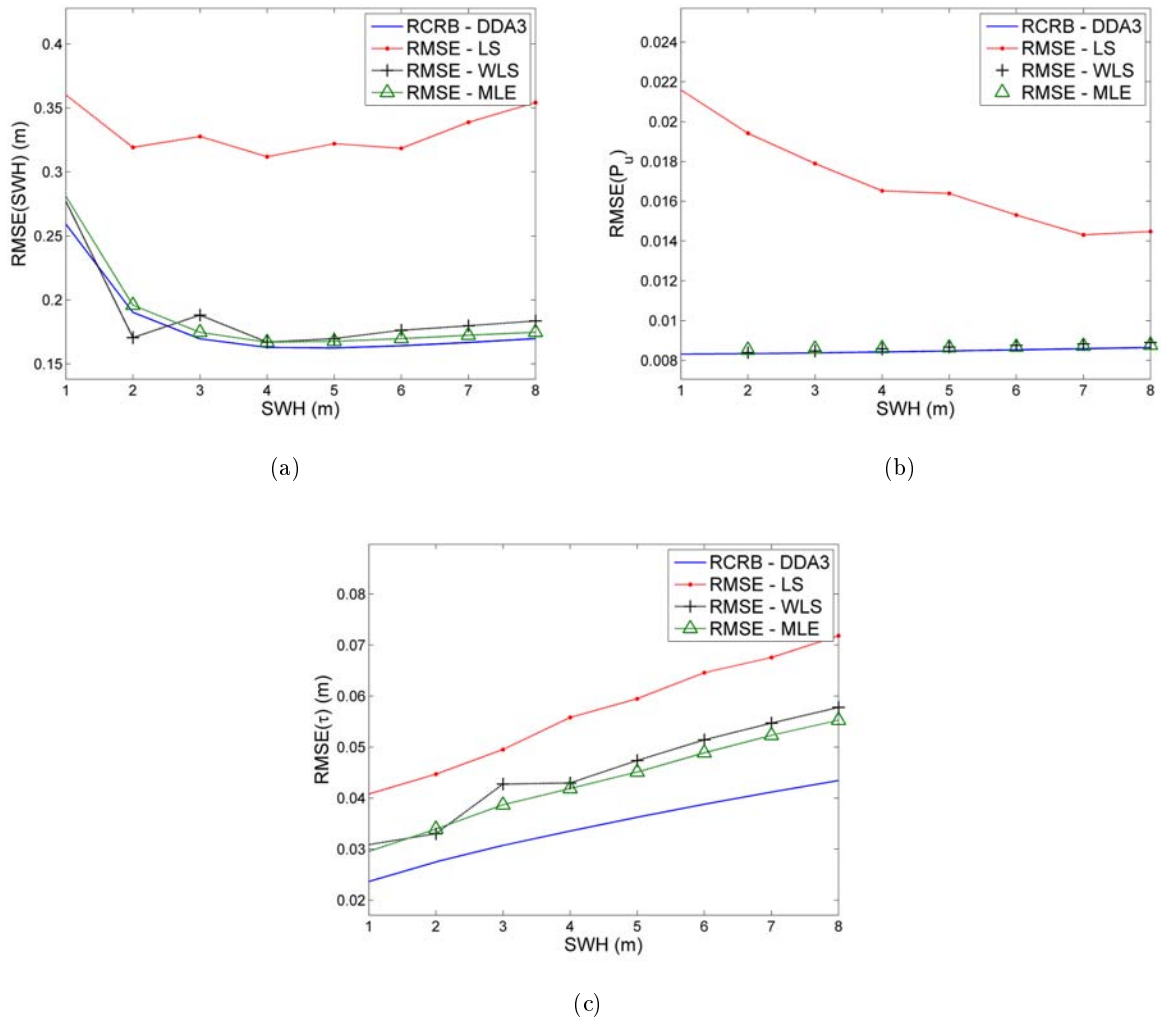 RCRB - DDA3
RMSE - LS
RMSE - WLS
RMSE - MLE
0.4
0.35
0.3
0.25
0.2
0.15
RMSE(SWH) (m)
1 2 3 4 5 6 7 8
SWH (m)
(a)
RCRB - DDA3
RMSE - LS
RMSE - WLS
RMSE - MLE
0.024
0.022
0.02
0.018
0.016
0.014
0.012
0.01
0.008
RMSE(P_u)
1 2 3 4 5 6 7 8
SWH (m)
(b)
RCRB - DDA3
RMSE - LS
RMSE - WLS
RMSE - MLE
0.08
0.07
0.06
0.05
0.04
0.03
0.02
RMSE(τ) (m)
1 2 3 4 5 6 7 8
SWH (m)
(c)